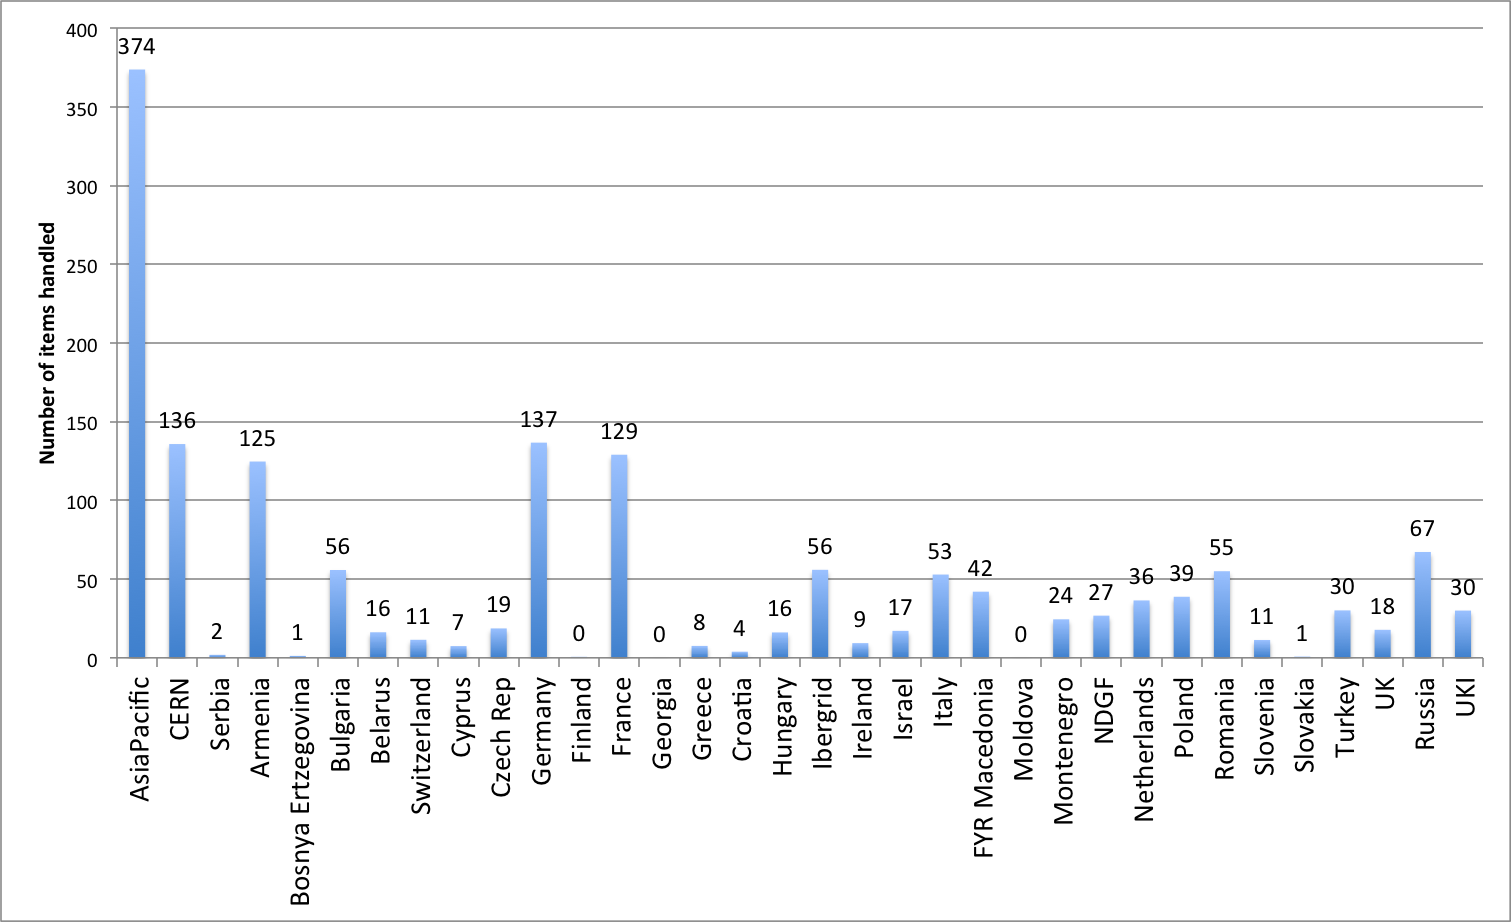 Number of items handled
400
350
300
250
200
150
100
50
0
374
136
2
125
1
56
16
11
7
19
137
0
129
0
8
4
16
56
9
17
53
42
0
24
27
36
39
55
11
1
30
18
67
30
AsiaPacific
CERN
Serbia
Armenia
Bosnya Ertzegovina
Bulgaria
Belarus
Switzerland
Cyprus
Czech Rep
Germany
Finland
France
Georgia
Greece
Croatia
Hungary
Ibergrid
Ireland
Israel
Italy
FYR Macedonia
Moldova
Montenegro
NDGF
Netherlands
Poland
Romania
Slovenia
Slovakia
Turkey
UK
Russia
UKI